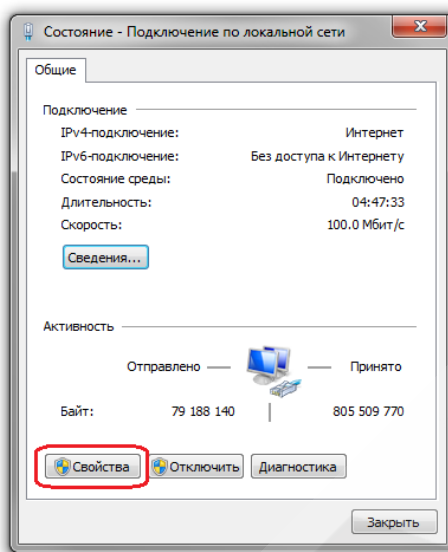 Состояние - Подключение по локальной сети
Общие
Подключение
IPv4-подключение: Интернет
IPv6-подключение: Без доступа к Интернету
Состояние среды: Подключено
Длительность: 04:47:33
Скорость: 100.0 Мбит/с
Сведения...
Активность
Отправлено — — Принято
Байт: 79 188 140 | 805 509 770
Свойства Отключить Диагностика
Закрыть